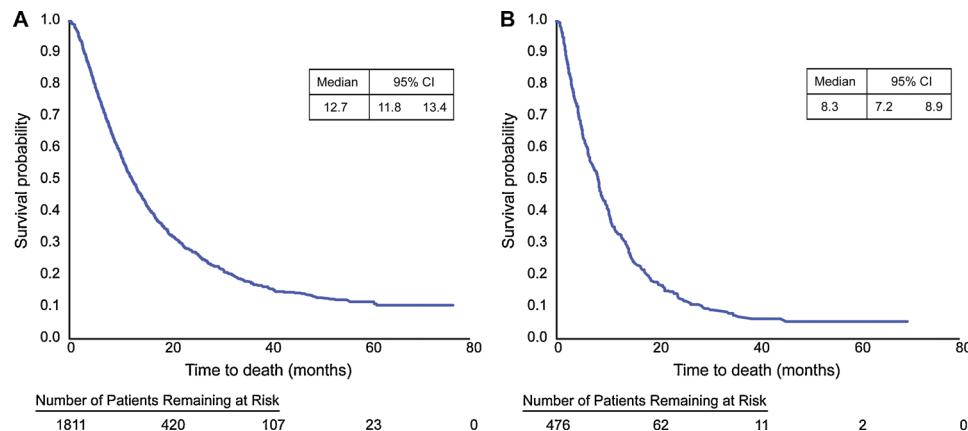 A
1.0
0.9
0.8
0.7
0.6
0.5
0.4
0.3
0.2
0.1
0.0
Survival probability
Median 95% CI
12.7 11.8 13.4
0 20 40 60 80
Time to death (months)
Number of Patients Remaining at Risk
1811 420 107 23 0
B
1.0
0.9
0.8
0.7
0.6
0.5
0.4
0.3
0.2
0.1
0.0
Survival probability
Median 95% CI
8.3 7.2 8.9
0 20 40 60 80
Time to death (months)
Number of Patients Remaining at Risk
476 62 11 2 0